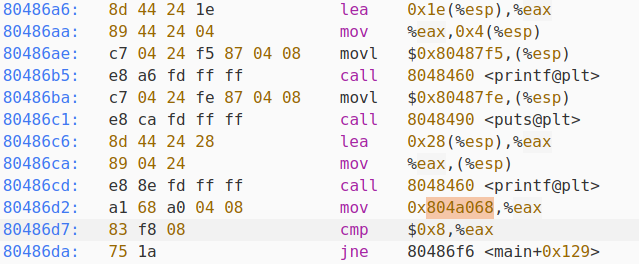 80486a6: 8d 44 24 1e lea 0x1e(%esp),%eax
80486aa: 89 44 24 04 mov %eax,0x4(%esp)
80486ae: c7 04 24 f5 87 04 08 movl $0x80487f5,(%esp)
80486b5: e8 a6 fd ff ff call 8048460 <printf@plt>
80486ba: c7 04 24 fe 87 04 08 movl $0x80487fe,(%esp)
80486c1: e8 ca fd ff ff call 8048490 <puts@plt>
80486c6: 8d 44 24 28 lea 0x28(%esp),%eax
80486ca: 89 04 24 mov %eax,(%esp)
80486cd: e8 8e fd ff ff call 8048460 <printf@plt>
80486d2: a1 68 a0 04 08 mov 0x804a068,%eax
80486d7: 83 f8 08 cmp $0x8,%eax
80486da: 75 1a jne 80486f6 <main+0x129>